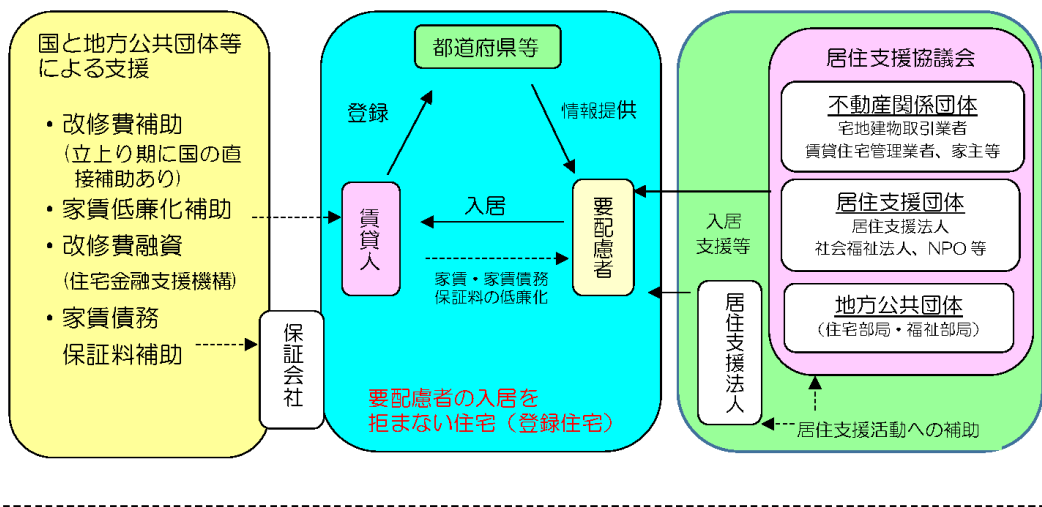 国と地方公共団体等
による支援
・改修費補助
(立上り期に国の直
接補助あり)
・家賃低廉化補助
・改修費融資
(住宅金融支援機構)
・家賃債務
保証料補助
保証会社
都道府県等
登録
情報提供
賃貸人
入居
要配慮者
家賃・家賃債務
保証料の低廉化
要配慮者の入居を
拒まない住宅（登録住宅）
居住支援協議会
不動産関係団体
宅地建物取引業者
賃貸住宅管理業者、家主等
居住支援団体
居住支援法人
社会福祉法人、NPO 等
地方公共団体
（住宅部局・福祉部局）
入居
支援等
居住支援法人
居住支援活動への補助